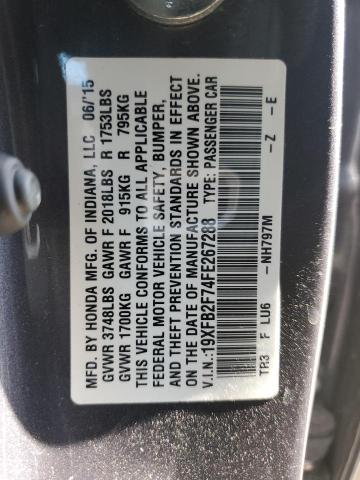 MFD. BY HONDA MFG. OF INDIANA, LLC 06/15
GVWR 3748LBS GAWR F 2018LBS R 1753LBS
GVWR 1700KG GAWR F 915KG R 795KG
THIS VEHICLE CONFORMS TO ALL APPLICABLE
FEDERAL MOTOR VEHICLE SAFETY, BUMPER,
AND THEFT PREVENTION STANDARDS IN EFFECT
ON THE DATE OF MANUFACTURE SHOWN ABOVE.
V.I.N.: 19XFB2F74FE267288 TYPE: PASSENGER CAR
TR3 F LU6 -NH797M -Z -E